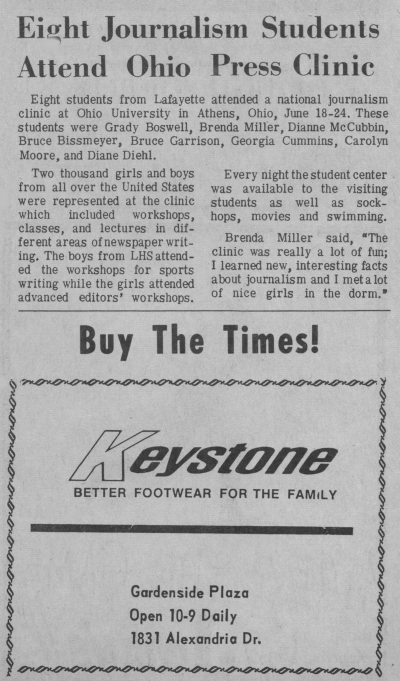 Eight Journalism Students
Attend Ohio Press Clinic
Eight students from Lafayette attended a national journalism
clinic at Ohio University in Athens, Ohio, June 18-24. These
students were Grady Boswell, Brenda Miller, Dianne McCubbin,
Bruce Bissmeyer, Bruce Garrison, Georgia Cummins, Carolyn
Moore, and Diane Diehl.
Two thousand girls and boys
from all over the United States
were represented at the clinic
which included workshops,
classes, and lectures in dif-
ferent areas of newspaper writ-
ing. The boys from LHS attend-
ed the workshops for sports
writing while the girls attended
advanced editors' workshops.
Every night the student center
was available to the visiting
students as well as sock-
hops, movies and swimming.
Brenda Miller said, "The
clinic was really a lot of fun;
I learned new, interesting facts
about journalism and I met a lot
of nice girls in the dorm."
Buy The Times!
Keystone
BETTER FOOTWEAR FOR THE FAMiLY
Gardenside Plaza
Open 10-9 Daily
1831 Alexandria Dr.